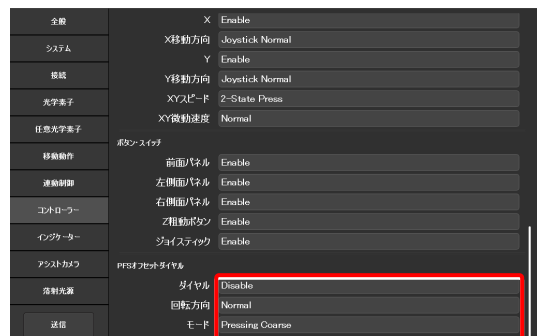 全般
システム
接続
光学素子
任意光学素子
移動動作
連動制御
コントローラー
インジケーター
アシストカメラ
落射光源
送信
X Enable
X移動方向 Joystick Normal
Y Enable
Y移動方向 Joystick Normal
XYスピード 2-State Press
XY微動速度 Normal
ボタン・スイッチ
前面パネル Enable
左側面パネル Enable
右側面パネル Enable
Z粗動ボタン Enable
ジョイスティック Enable
PFSオフセットダイヤル
ダイヤル Disable
回転方向 Normal
モード Pressing Coarse